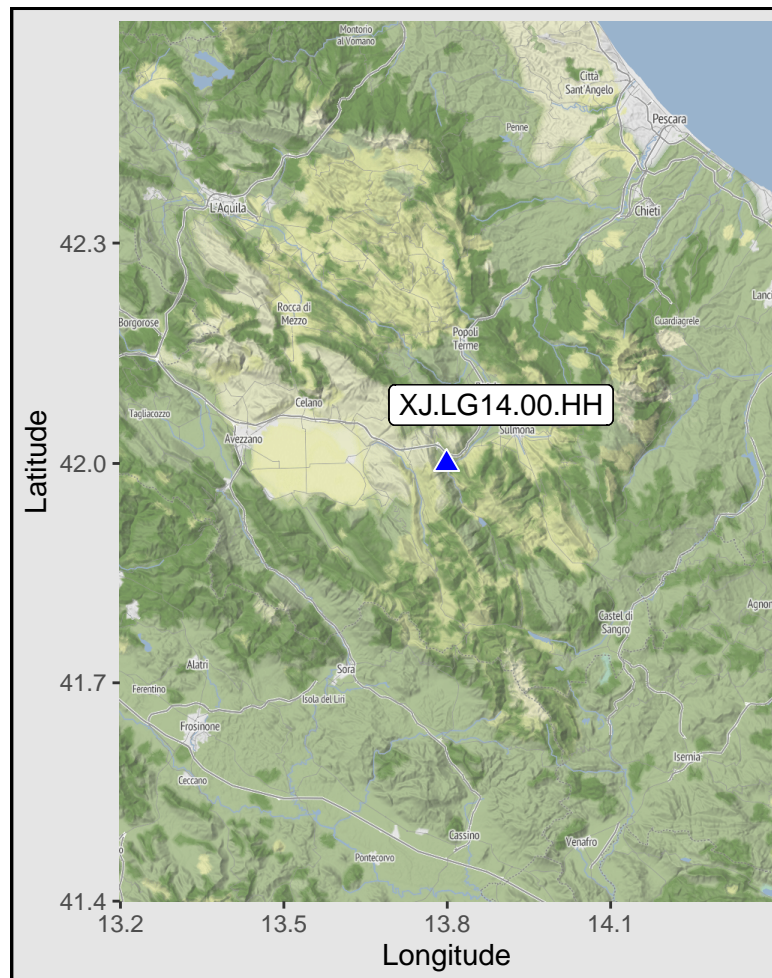 Montorio
al Vomano
Città
Sant'Angelo
Penne
Pescara
L'Aquila
Chieti
42.3
Rocca di
Mezzo
Borgorose
Popoli
Terme
Guardiagrele
Tagliacozzo
Celano
XJ.LG14.00.HH
Avezzano
Sulmona
Latitude
42.0
Castel di
Sangro
41.7
Alatri
Sora
Ferentino
Isola del Liri
Frosinone
Isernia
Ceccano
Cassino
Venafro
Pontecorvo
41.4
13.2
13.5
13.8
14.1
Longitude